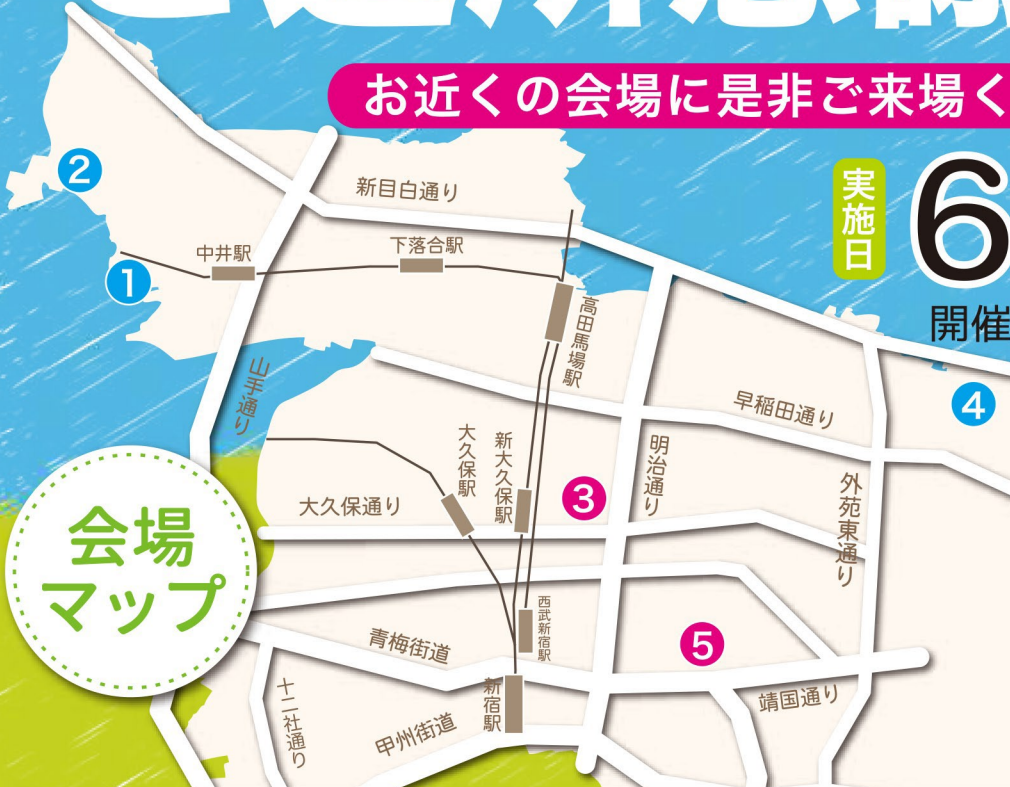 お近くの会場に是非ご来場く
実施日
6
開催
2
新目白通り
中井駅
下落合駅
1
高田馬場駅
山手通り
早稲田通り
4
大久保駅
新大久保駅
明治通り
3
大久保通り
外苑東通り
会場
マップ
西武新宿駅
青梅街道
5
新宿駅
十二社通り
靖国通り
甲州街道